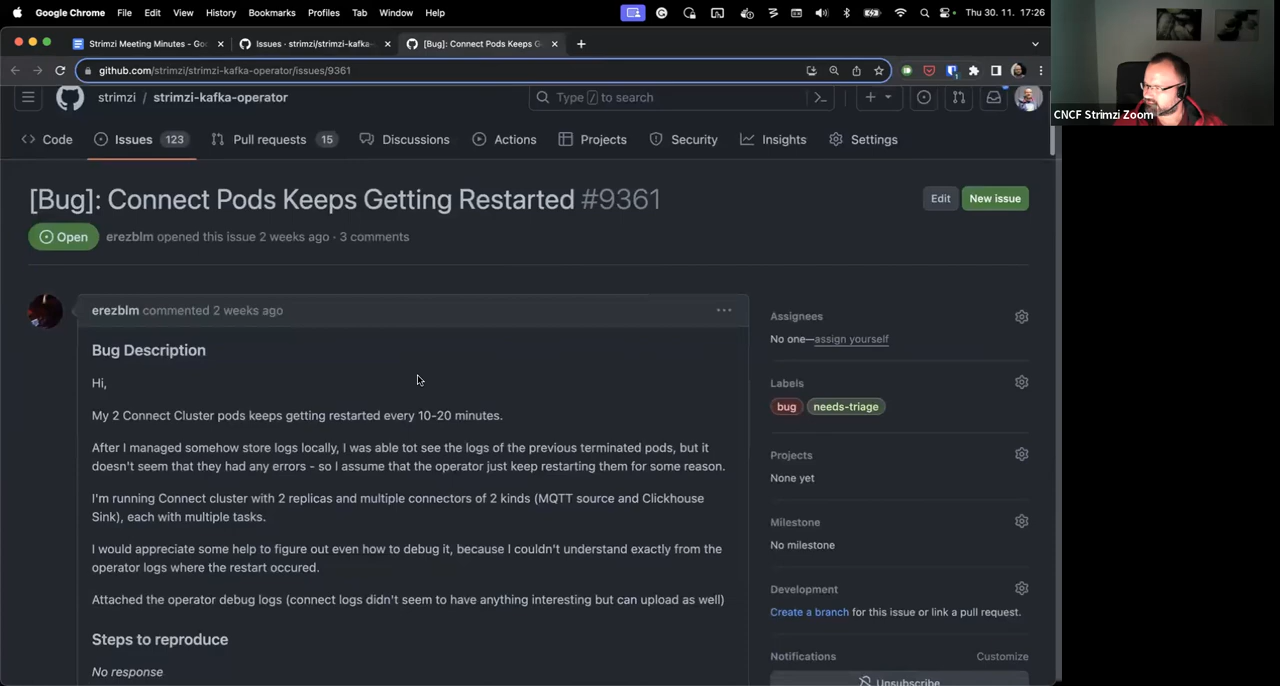 Google Chrome File Edit View History Bookmarks Profiles Tab Window Help Thu 30. 11. 17:26
Strimzi Meeting Minutes - Goo Issues · strimzi/strimzi-kafka- [Bug]: Connect Pods Keeps G
github.com/strimzi/strimzi-kafka-operator/issues/9361
strimzi / strimzi-kafka-operator Type / to search
Code Issues 123 Pull requests 15 Discussions Actions Projects Security Insights Settings
[Bug]: Connect Pods Keeps Getting Restarted #9361
Edit New issue
Open erezblm opened this issue 2 weeks ago · 3 comments
erezblm commented 2 weeks ago
Bug Description
Hi,
My 2 Connect Cluster pods keeps getting restarted every 10-20 minutes.
After I managed somehow store logs locally, I was able tot see the logs of the previous terminated pods, but it
doesn't seem that they had any errors - so I assume that the operator just keep restarting them for some reason.
I'm running Connect cluster with 2 replicas and multiple connectors of 2 kinds (MQTT source and Clickhouse
Sink), each with multiple tasks.
I would appreciate some help to figure out even how to debug it, because I couldn't understand exactly from the
operator logs where the restart occured.
Attached the operator debug logs (connect logs didn't seem to have anything interesting but can upload as well)
Steps to reproduce
No response
Assignees
No one—assign yourself
Labels
bug needs-triage
Projects
None yet
Milestone
No milestone
Development
Create a branch for this issue or link a pull request.
Notifications Customize
Unsubscribe
CNCF Strimzi Zoom